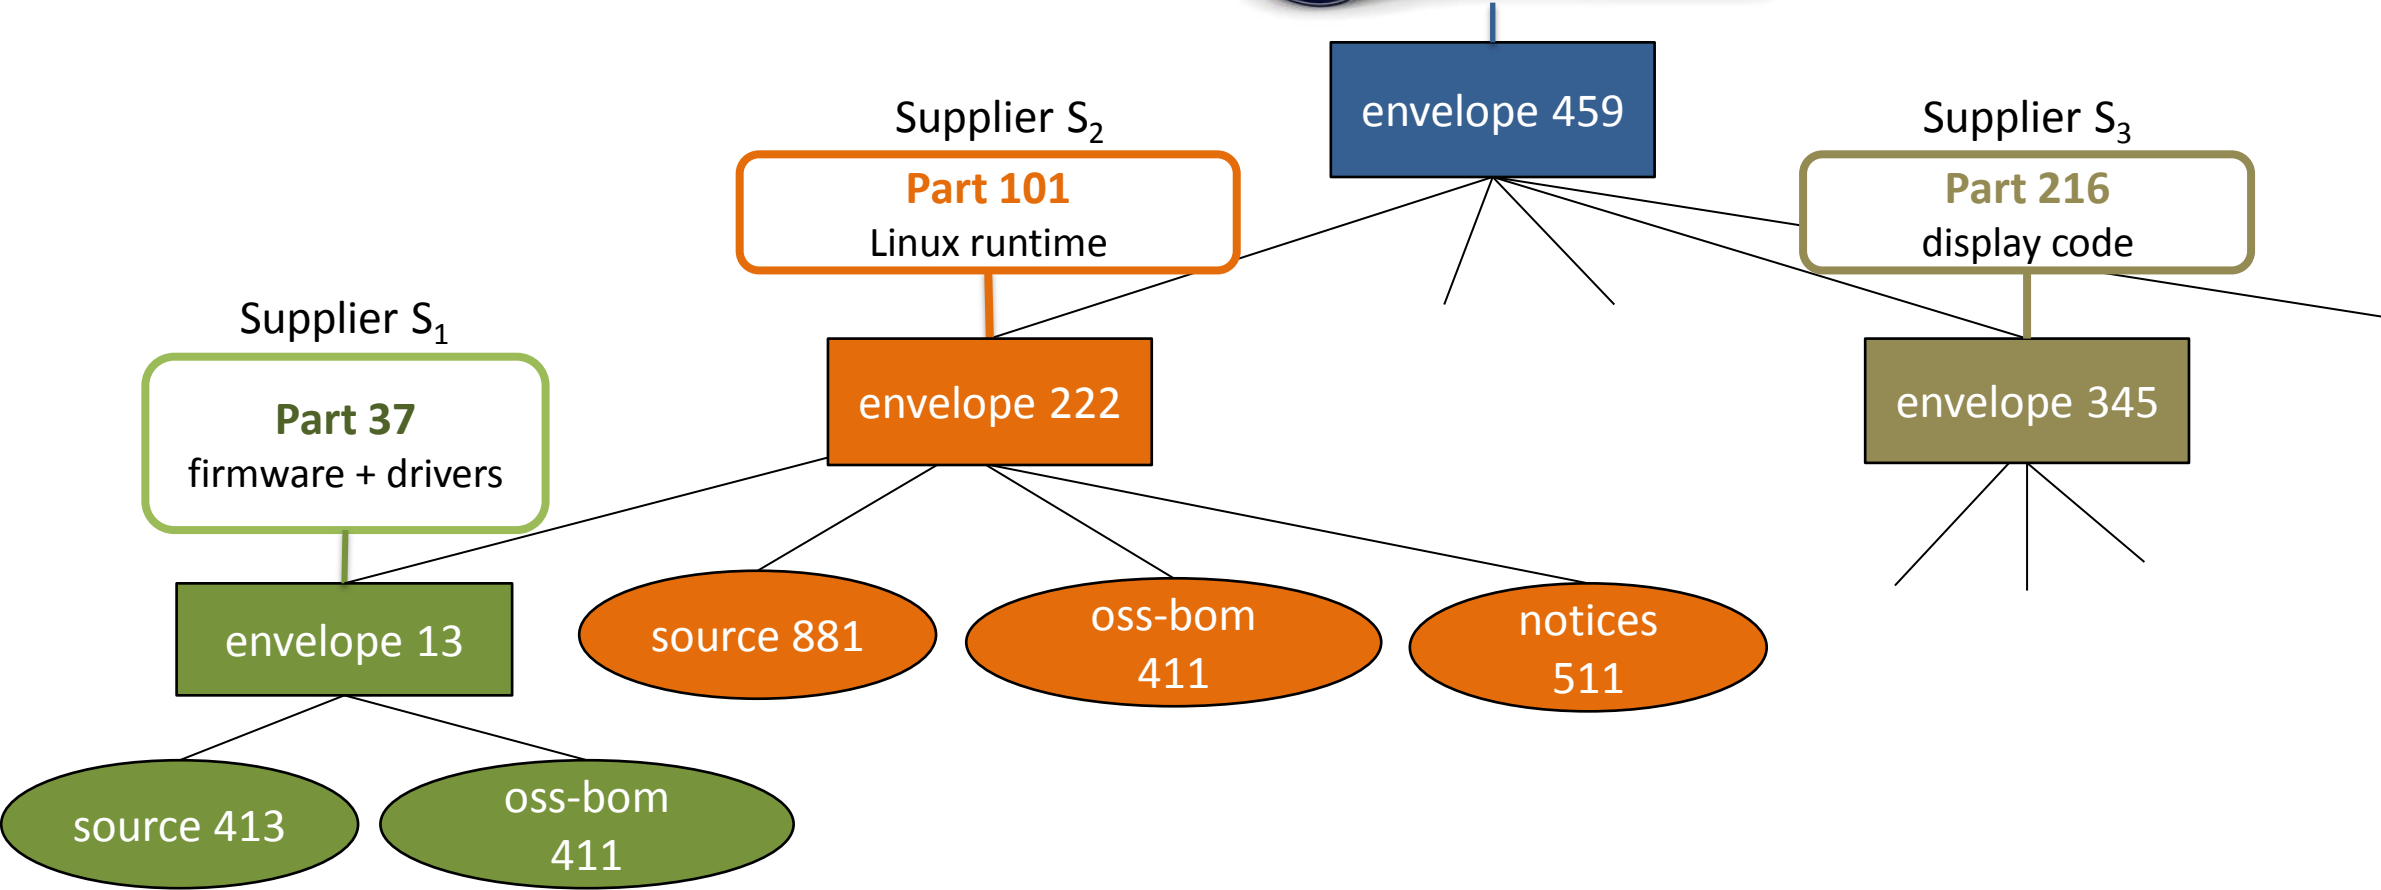 envelope 459
Supplier S₂
Part 101
Linux runtime
Supplier S₃
Part 216
display code
Supplier S₁
Part 37
firmware + drivers
envelope 222
envelope 345
envelope 13
source 881
oss-bom
411
notices
511
source 413
oss-bom
411